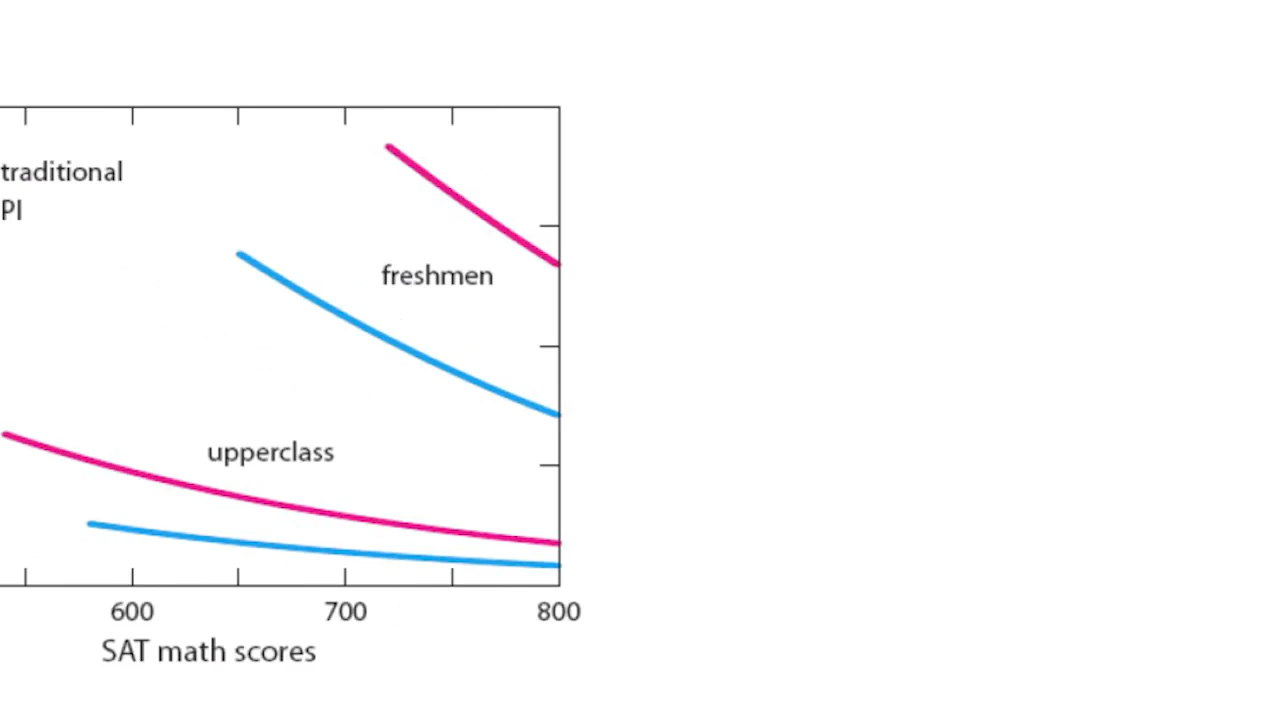 traditional
PI
freshmen
upperclass
600 700 800
SAT math scores